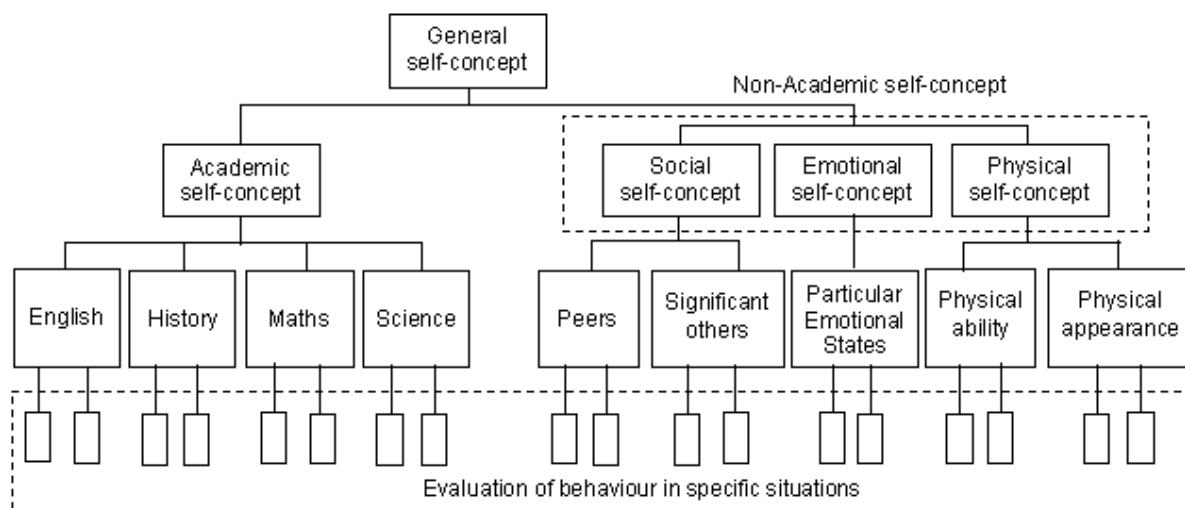 General
self-concept
Non-Academic self-concept
Academic
self-concept
Social
self-concept
Emotional
self-concept
Physical
self-concept
English
History
Maths
Science
Peers
Significant
others
Particular
Emotional
States
Physical
ability
Physical
appearance
Evaluation of behaviour in specific situations